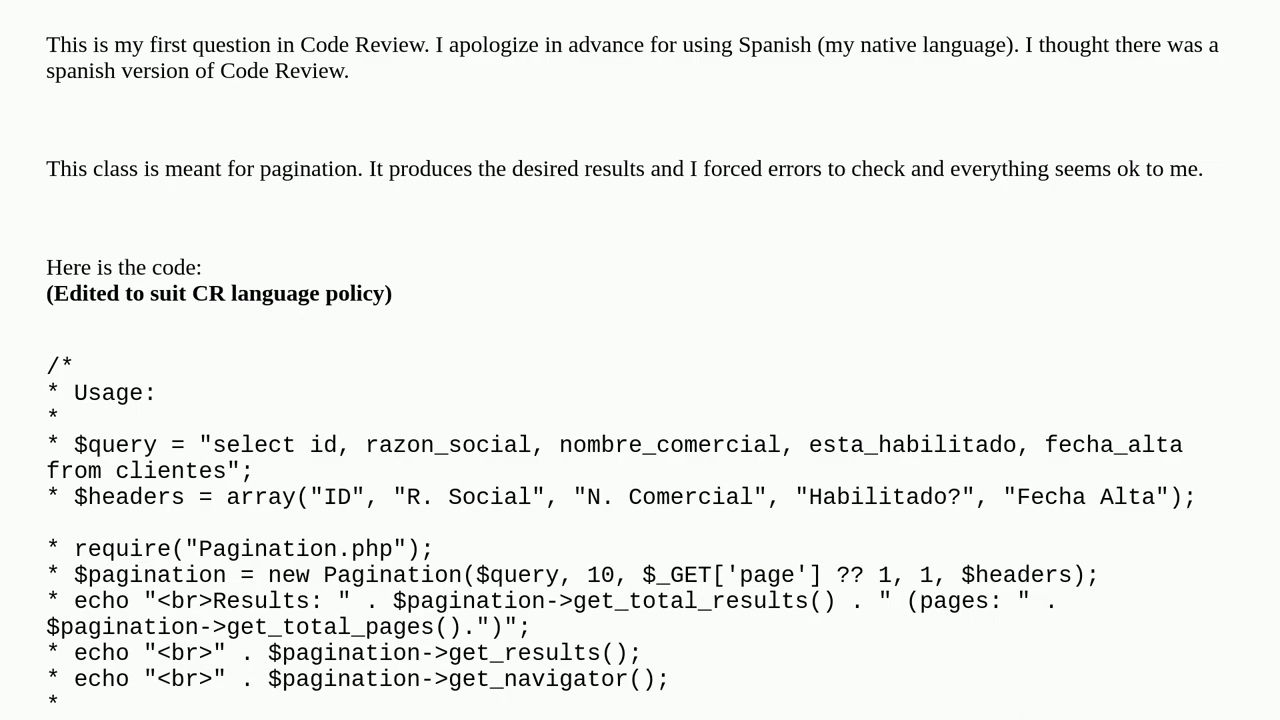 This is my first question in Code Review. I apologize in advance for using Spanish (my native language). I thought there was a
spanish version of Code Review.
This class is meant for pagination. It produces the desired results and I forced errors to check and everything seems ok to me.
Here is the code:
(Edited to suit CR language policy)
/*
* Usage:
*
* $query = "select id, razon_social, nombre_comercial, esta_habilitado, fecha_alta
from clientes";
* $headers = array("ID", "R. Social", "N. Comercial", "Habilitado?", "Fecha Alta");
* require("Pagination.php");
* $pagination = new Pagination($query, 10, $_GET['page'] ?? 1, 1, $headers);
* echo "<br>Results: " . $pagination->get_total_results() . " (pages: " .
$pagination->get_total_pages().")";
* echo "<br>" . $pagination->get_results();
* echo "<br>" . $pagination->get_navigator();
*